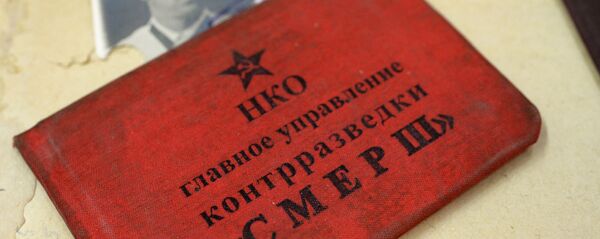 НКО
главное управление
контрразведки
СМЕРШ»